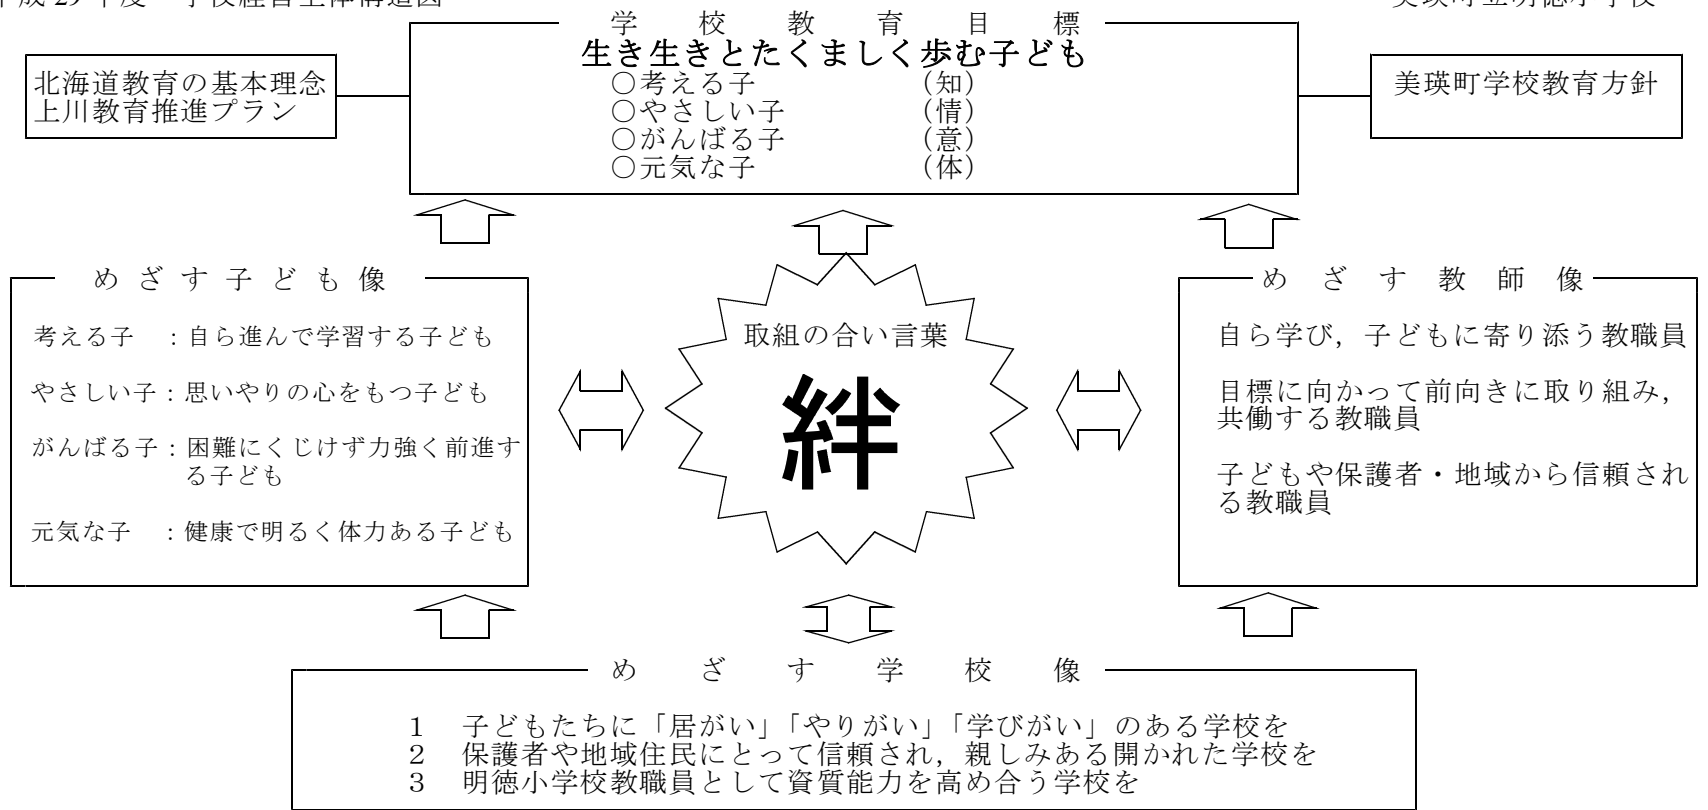 学校教育目標
生き生きとたくましく歩む子ども
○考える子 (知)
○やさしい子 (情)
○がんばる子 (意)
○元気な子 (体)
北海道教育の基本理念
上川教育推進プラン
美瑛町学校教育方針
めざす子ども像
考える子 :自ら進んで学習する子ども
やさしい子:思いやりの心をもつ子ども
がんばる子:困難にくじけず力強く前進す
る子ども
元気な子 :健康で明るく体力ある子ども
取組の合い言葉
絆
めざす教師像
自ら学び,子どもに寄り添う教職員
目標に向かって前向きに取り組み,
共働する教職員
子どもや保護者・地域から信頼され
る教職員
めざす学校像
1 子どもたちに「居がい」「やりがい」「学びがい」のある学校を
2 保護者や地域住民にとって信頼され,親しみある開かれた学校を
3 明徳小学校教職員として資質能力を高め合う学校を